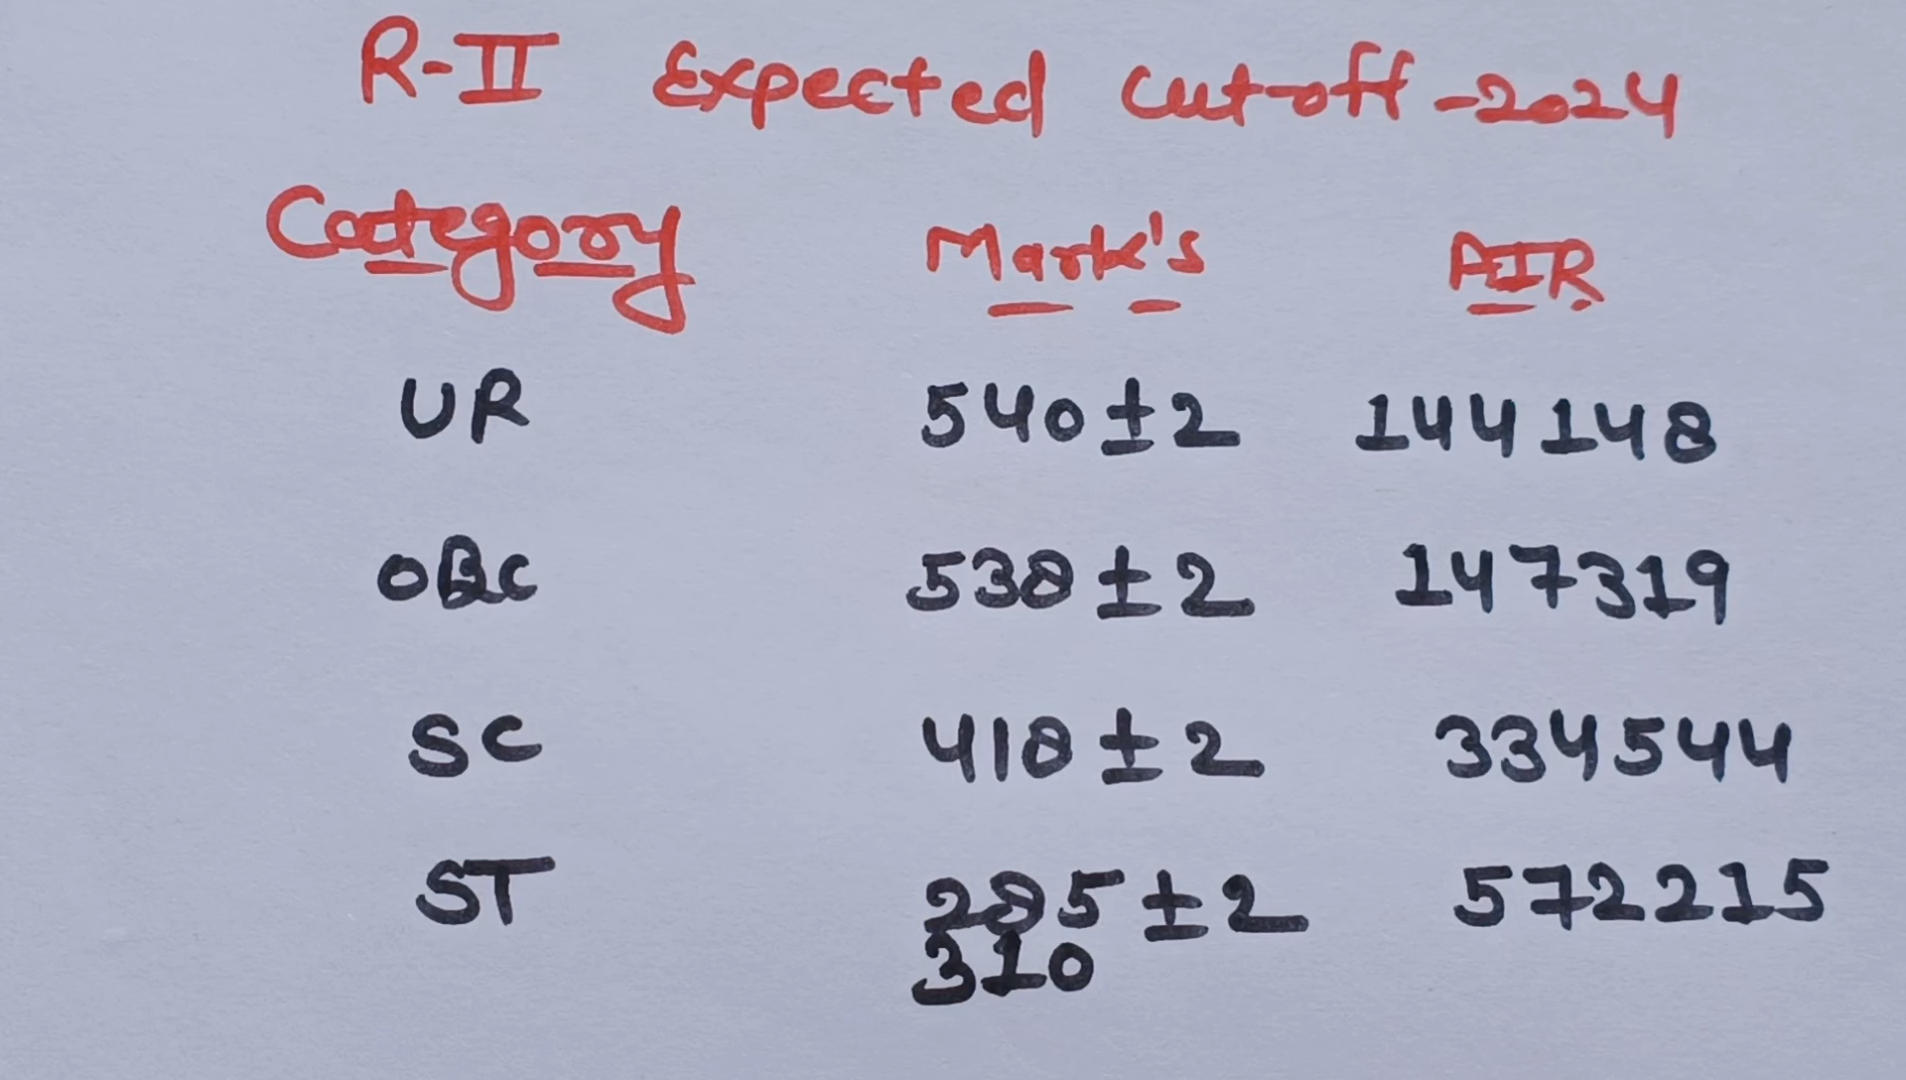 R-II Expected cut-off -2024
Category Mark's AIR
UR 540±2 144148
OBC 538±2 147319
SC 418±2 334544
ST 285±2 572215
310